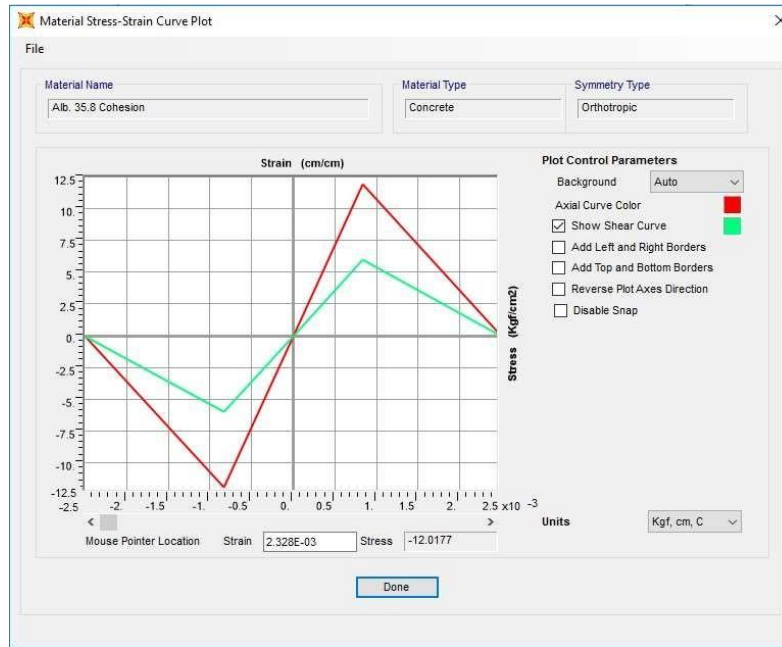 Material Stress-Strain Curve Plot
File
Material Name
Alb. 35.8 Cohesion
Material Type
Concrete
Symmetry Type
Orthotropic
Strain (cm/cm)
12.5
10.
7.5
5.
2.5
0.
-2.5
-5.
-7.5
-10.
-12.5
-2.5 -2. -1.5 -1. -0.5 0. 0.5 1. 1.5 2. 2.5 x10 -3
Stress (Kgf/cm2)
Mouse Pointer Location Strain 2.328E-03 Stress -12.0177
Plot Control Parameters
Background Auto
Axial Curve Color
Show Shear Curve
Add Left and Right Borders
Add Top and Bottom Borders
Reverse Plot Axes Direction
Disable Snap
Units Kgf, cm, C
Done